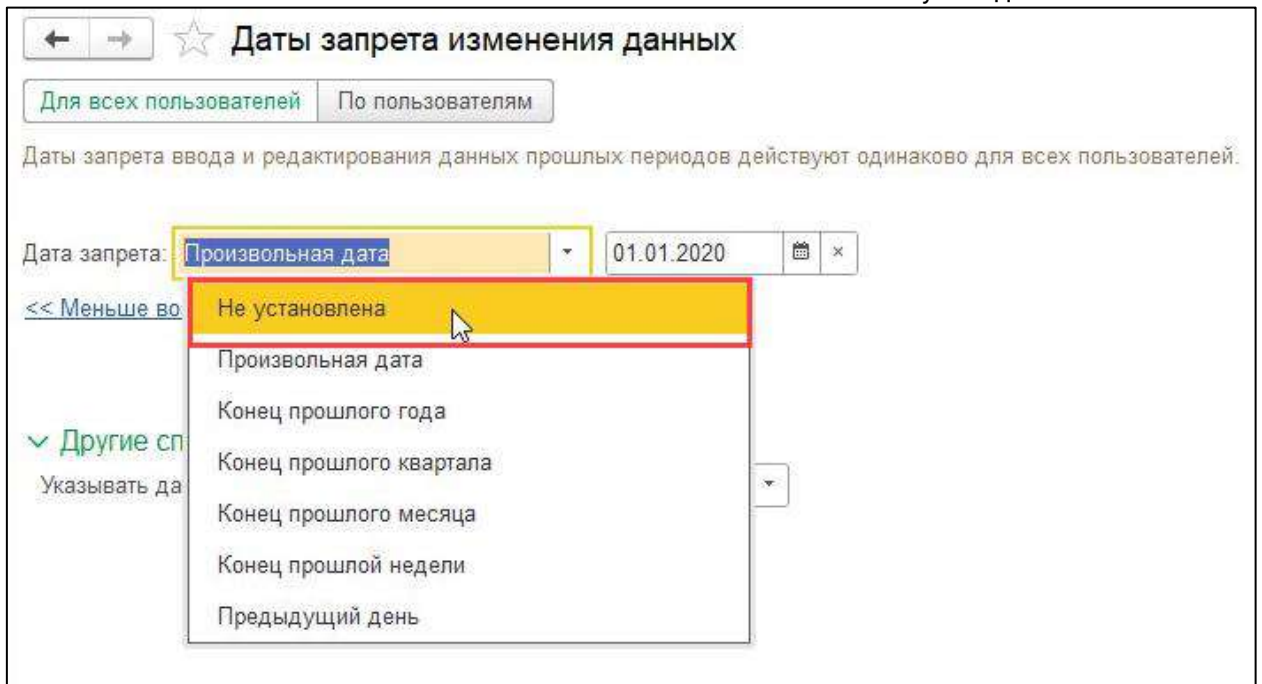 Даты запрета изменения данных
Для всех пользователей По пользователям
Даты запрета ввода и редактирования данных прошлых периодов действуют одинаково для всех пользователей.
Дата запрета: Произвольная дата 01.01.2020
<< Меньше во
Не установлена
Произвольная дата
Конец прошлого года
Другие сп
Конец прошлого квартала
Указывать да
Конец прошлого месяца
Конец прошлой недели
Предыдущий день